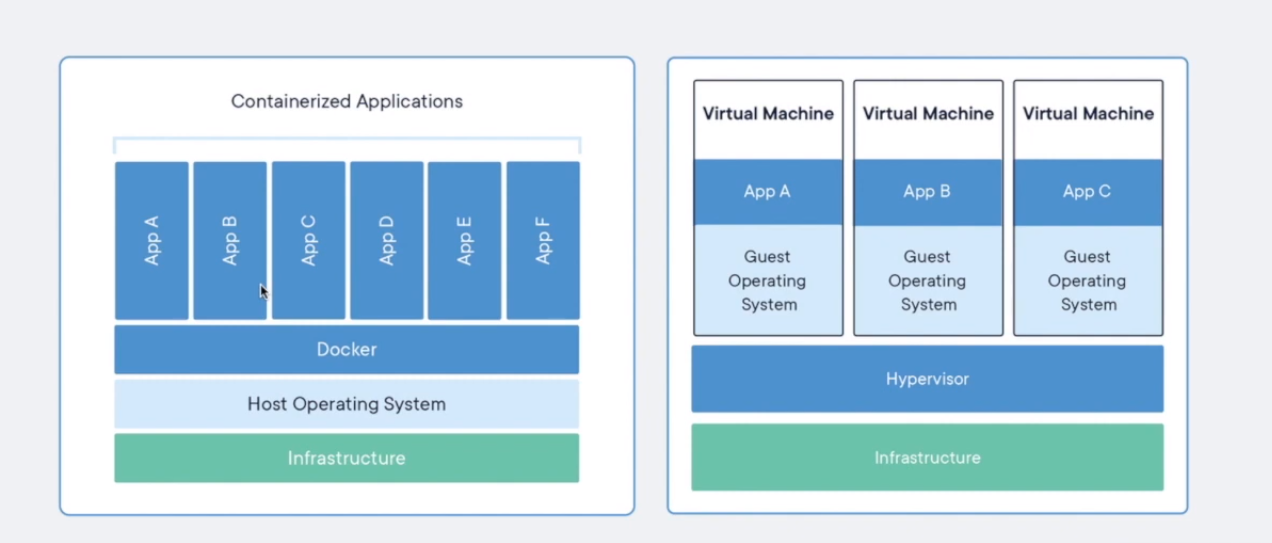 Containerized Applications
App A
App B
App C
App D
App E
App F
Docker
Host Operating System
Infrastructure
Virtual Machine
App A
Guest
Operating
System
Virtual Machine
App B
Guest
Operating
System
Virtual Machine
App C
Guest
Operating
System
Hypervisor
Infrastructure